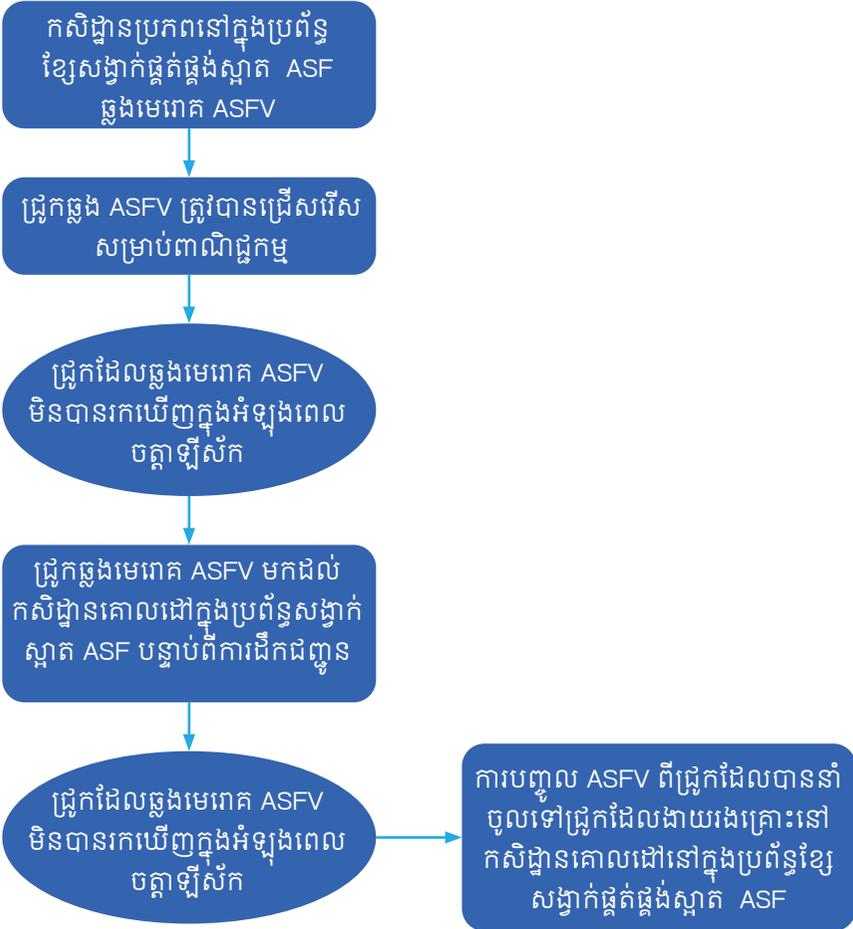 កសិដ្ឋានប្រភពនៅក្នុងប្រព័ន្ធ
ខ្សែសង្វាក់ផ្គត់ផ្គង់ស្អាត ASF
ឆ្លងមេរោគ ASFV
ជ្រូកឆ្លង ASFV ត្រូវបានជ្រើសរើស
សម្រាប់ពាណិជ្ជកម្ម
ជ្រូកដែលឆ្លងមេរោគ ASFV
មិនបានរកឃើញក្នុងអំឡុងពេល
ចត្តាឡីស័ក
ជ្រូកឆ្លងមេរោគ ASFV មកដល់
កសិដ្ឋានគោលដៅក្នុងប្រព័ន្ធសង្វាក់
ស្អាត ASF បន្ទាប់ពីការដឹកជញ្ជូន
ជ្រូកដែលឆ្លងមេរោគ ASFV
មិនបានរកឃើញក្នុងអំឡុងពេល
ចត្តាឡីស័ក
ការបញ្ចូល ASFV ពីជ្រូកដែលបាននាំ
ចូលទៅជ្រូកដែលងាយរងគ្រោះនៅ
កសិដ្ឋានគោលដៅនៅក្នុងប្រព័ន្ធខ្សែ
សង្វាក់ផ្គត់ផ្គង់ស្អាត ASF